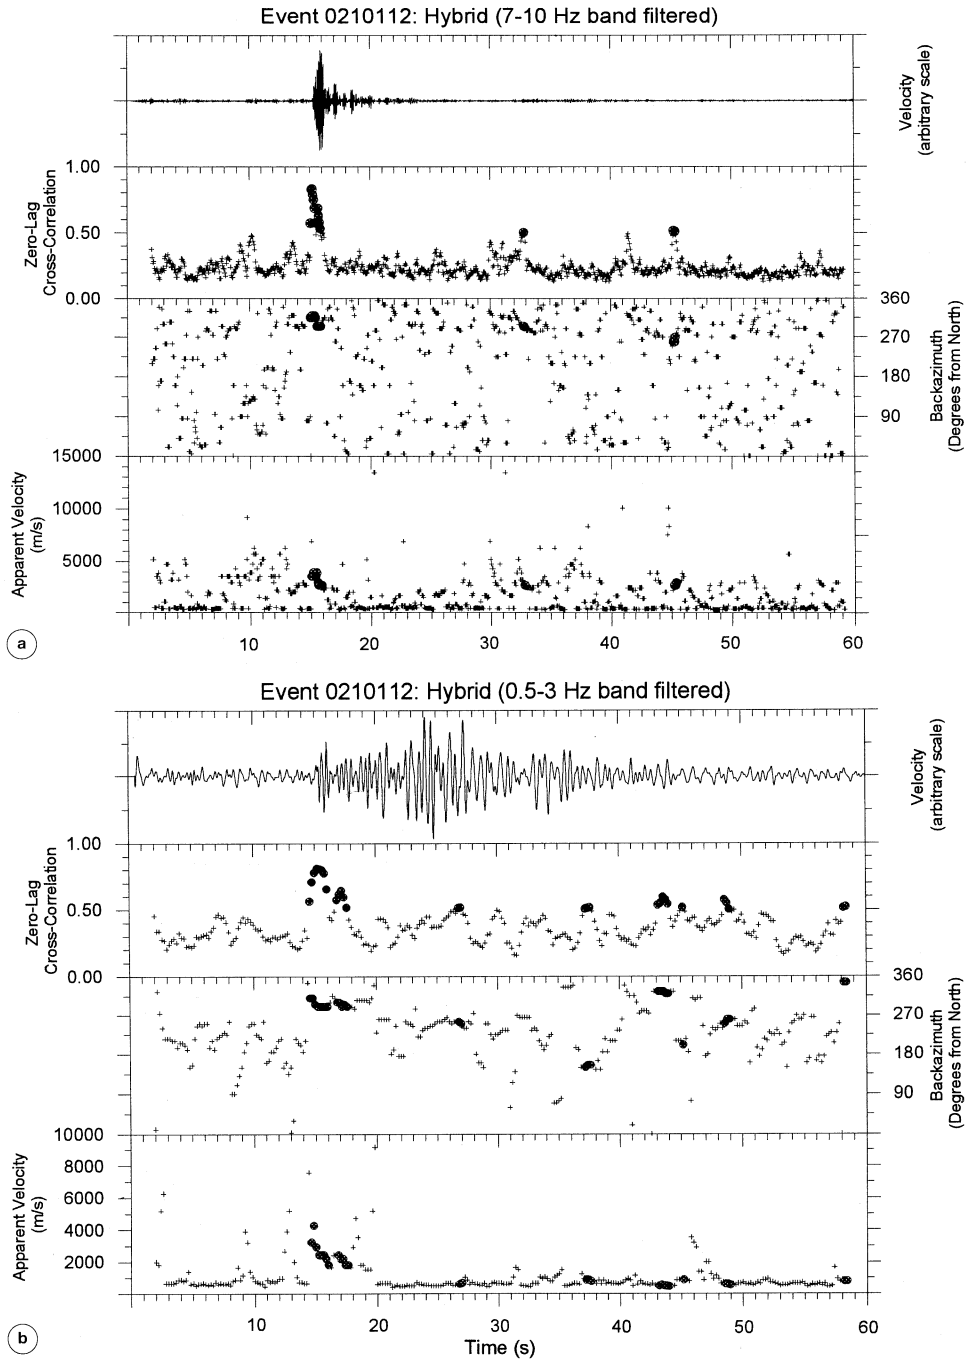 Event 0210112: Hybrid (7-10 Hz band filtered)
Velocity
(arbitrary scale)
1.00
0.50
0.00
Zero-Lag
Cross-Correlation
360
270
180
90
Backazimuth
(Degrees from North)
15000
10000
5000
Apparent Velocity
(m/s)
10 20 30 40 50 60
a
Event 0210112: Hybrid (0.5-3 Hz band filtered)
Velocity
(arbitrary scale)
1.00
0.50
0.00
Zero-Lag
Cross-Correlation
360
270
180
90
Backazimuth
(Degrees from North)
10000
8000
6000
4000
2000
Apparent Velocity
(m/s)
10 20 30 40 50 60
Time (s)
b